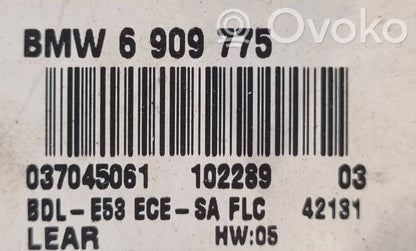 BMW 6 909 775
Ovoko
037045061 102289 03
BDL-E53 ECE-SA FLC 42131
LEAR HW:05